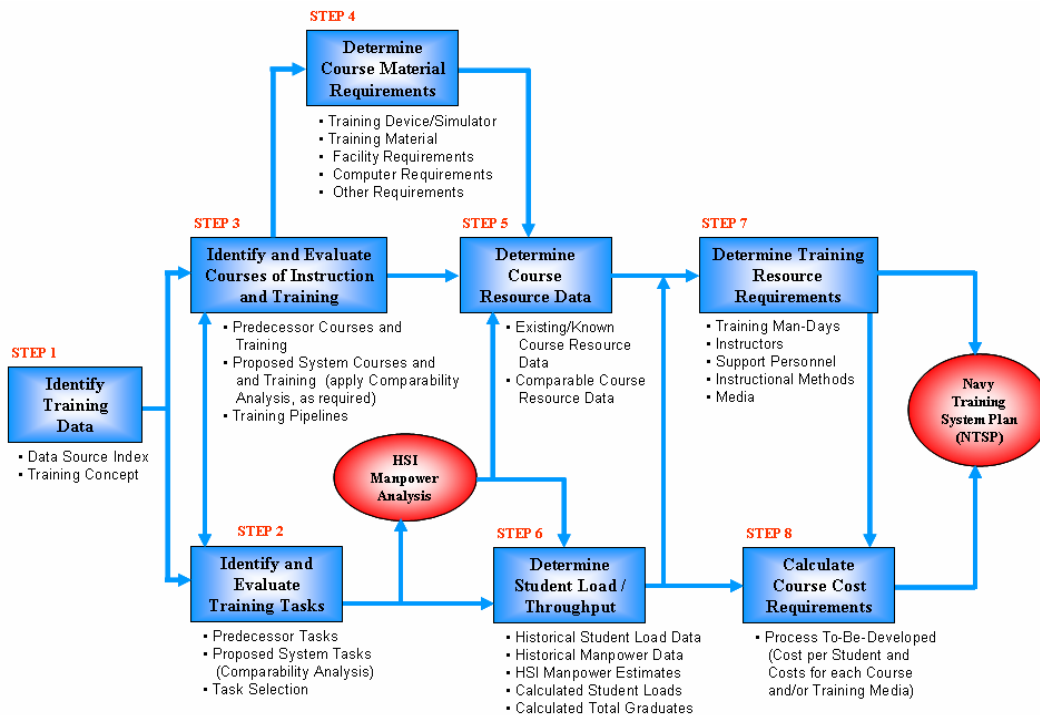 STEP 4
Determine
Course Material
Requirements
▪ Training Device/Simulator
▪ Training Material
▪ Facility Requirements
▪ Computer Requirements
▪ Other Requirements
STEP 3
Identify and Evaluate
Courses of Instruction
and Training
▪ Predecessor Courses and
Training
▪ Proposed System Courses and
and Training (apply Comparability
Analysis, as required)
▪ Training Pipelines
STEP 5
Determine
Course
Resource Data
▪ Existing/Known
Course Resource
Data
▪ Comparable Course
Resource Data
STEP 7
Determine Training
Resource
Requirements
▪ Training Man-Days
▪ Instructors
▪ Support Personnel
▪ Instructional Methods
▪ Media
STEP 1
Identify
Training
Data
▪ Data Source Index
▪ Training Concept
HSI
Manpower
Analysis
Navy
Training
System Plan
(NTSP)
STEP 2
Identify and
Evaluate
Training Tasks
▪ Predecessor Tasks
▪ Proposed System Tasks
(Comparability Analysis)
▪ Task Selection
STEP 6
Determine
Student Load /
Throughput
▪ Historical Student Load Data
▪ Historical Manpower Data
▪ HSI Manpower Estimates
▪ Calculated Student Loads
▪ Calculated Total Graduates
STEP 8
Calculate
Course Cost
Requirements
▪ Process To-Be-Developed
(Cost per Student and
Costs for each Course
and/or Training Media)